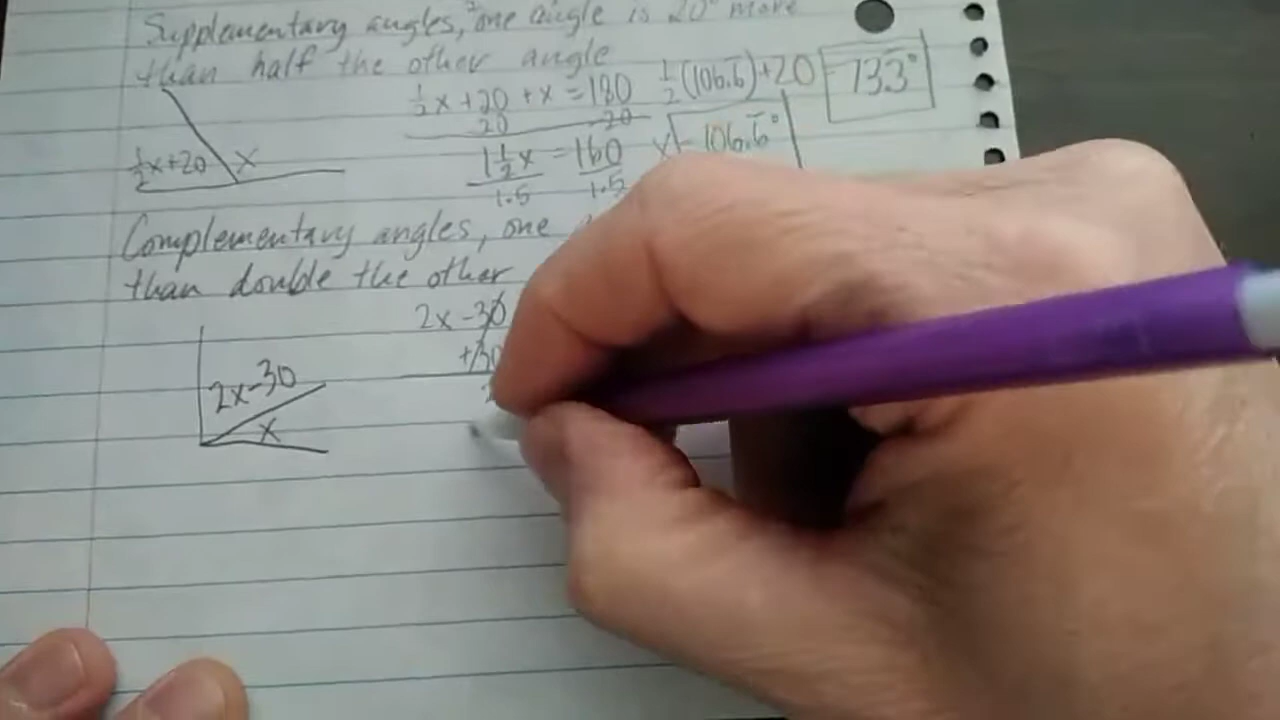 Supplementary angles, one angle is 20° more
than half the other angle
1/2x+20+x=180 1/2(106.6̅)+20 73.3̅°
20 -20
1/2x+20 x 1 1/2x=160 x 106.6̅°
1.5 1.5
Complementary angles, one
than double the other
2x-30
+30
2x-30
x